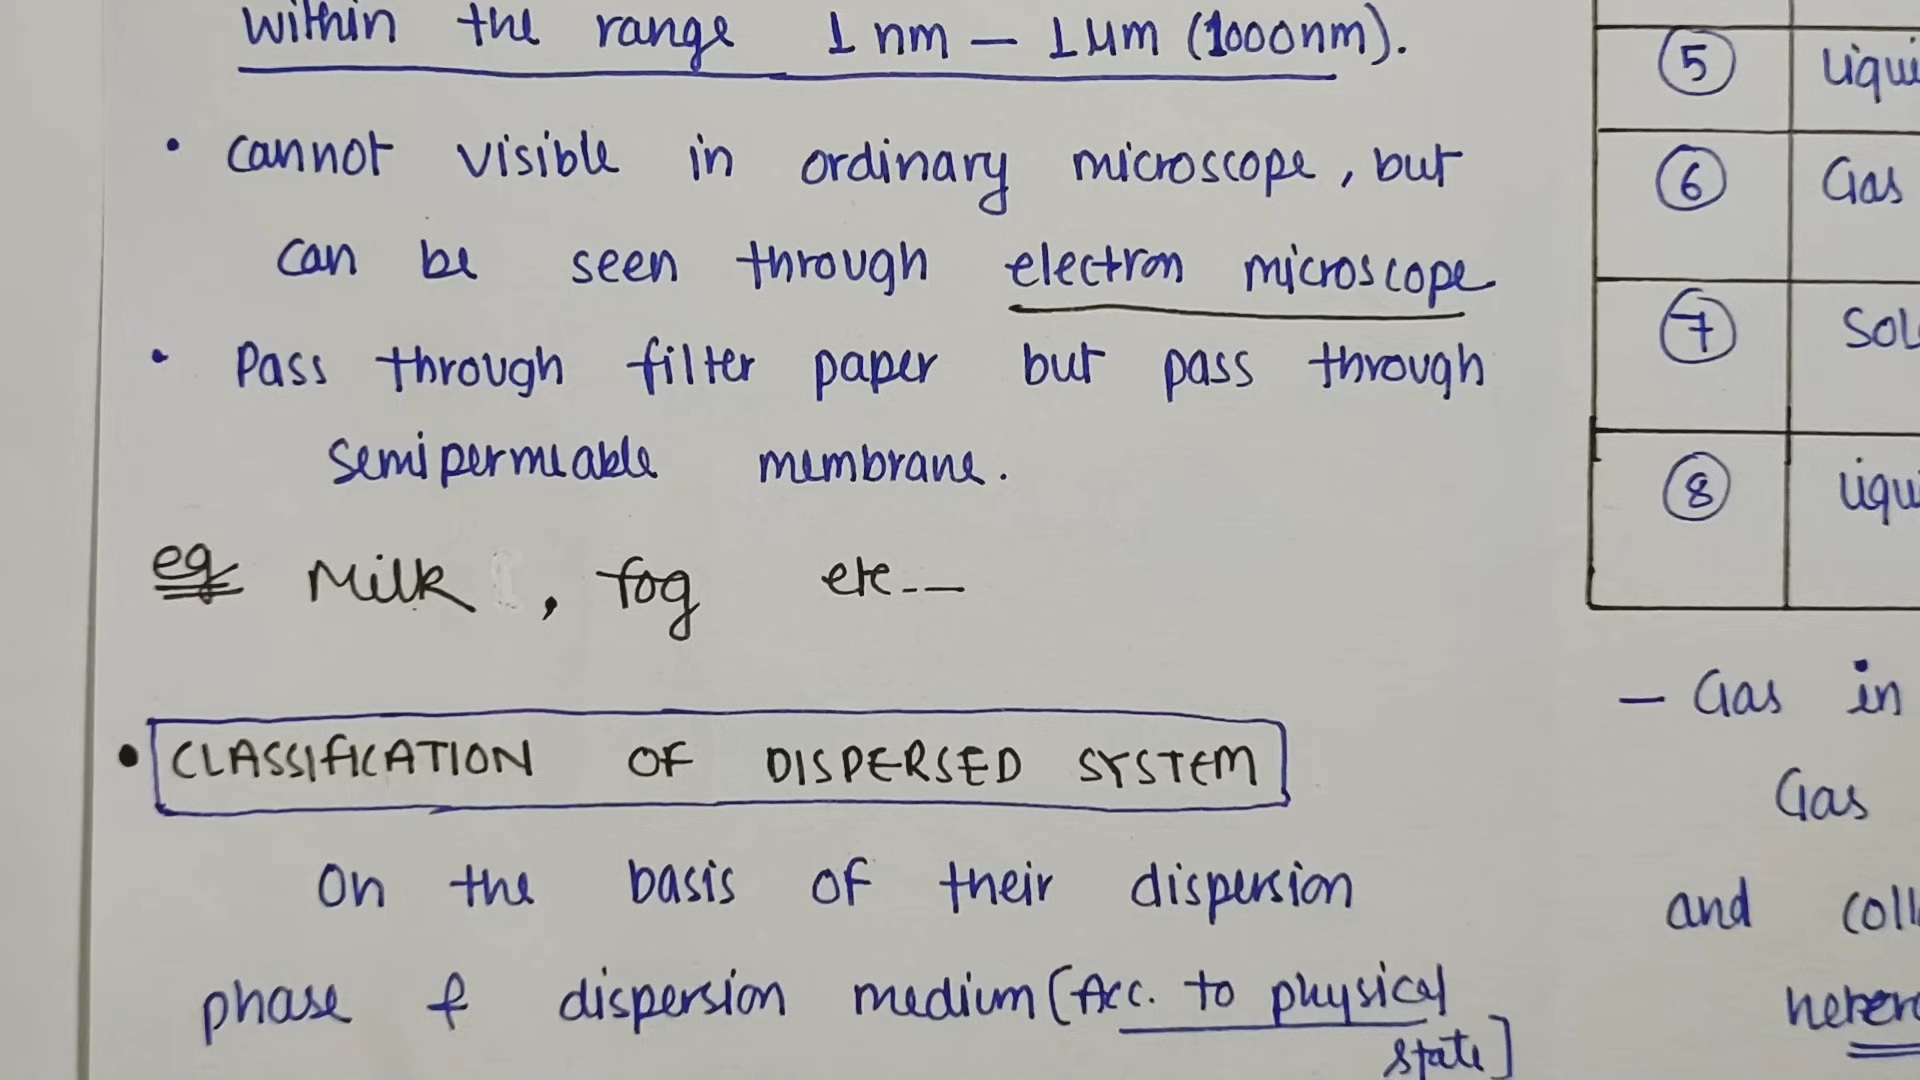 within the range 1 nm – 1 μm (1000nm).
• cannot visible in ordinary microscope, but
can be seen through electron microscope
• Pass through filter paper but pass through
semipermeable membrane.
eg Milk, fog etc..—
• CLASSIFICATION OF DISPERSED SYSTEM
On the basis of their dispersion
phase & dispersion medium [Acc. to physical
state]
5
6 Gas
7
8
– Gas in
Gas
and